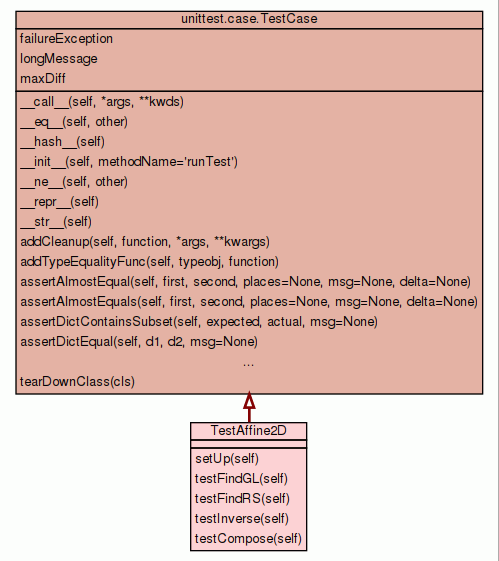 unittest.case.TestCase
failureException
longMessage
maxDiff
__call__(self, *args, **kwds)
__eq__(self, other)
__hash__(self)
__init__(self, methodName='runTest')
__ne__(self, other)
__repr__(self)
__str__(self)
addCleanup(self, function, *args, **kwargs)
addTypeEqualityFunc(self, typeobj, function)
assertAlmostEqual(self, first, second, places=None, msg=None, delta=None)
assertAlmostEquals(self, first, second, places=None, msg=None, delta=None)
assertDictContainsSubset(self, expected, actual, msg=None)
assertDictEqual(self, d1, d2, msg=None)
...
tearDownClass(cls)
TestAffine2D
setUp(self)
testFindGL(self)
testFindRS(self)
testInverse(self)
testCompose(self)